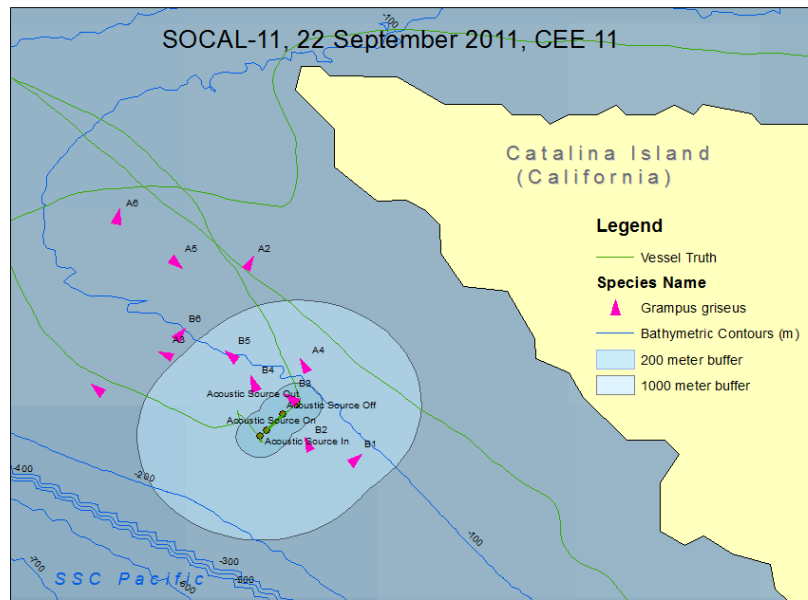 -100
SOCAL-11, 22 September 2011, CEE 11
Catalina Island
(California)
A6
A5
A2
Legend
Vessel Truth
Species Name
Grampus griseus
Bathymetric Contours (m)
200 meter buffer
1000 meter buffer
B6
A3
B5
A4
B4
B3
Acoustic Source Out
Acoustic Source Off
Acoustic Source On
B2
Acoustic Source In
B1
-400
-200
-100
-300
-700
-600
-500
SSC Pacific